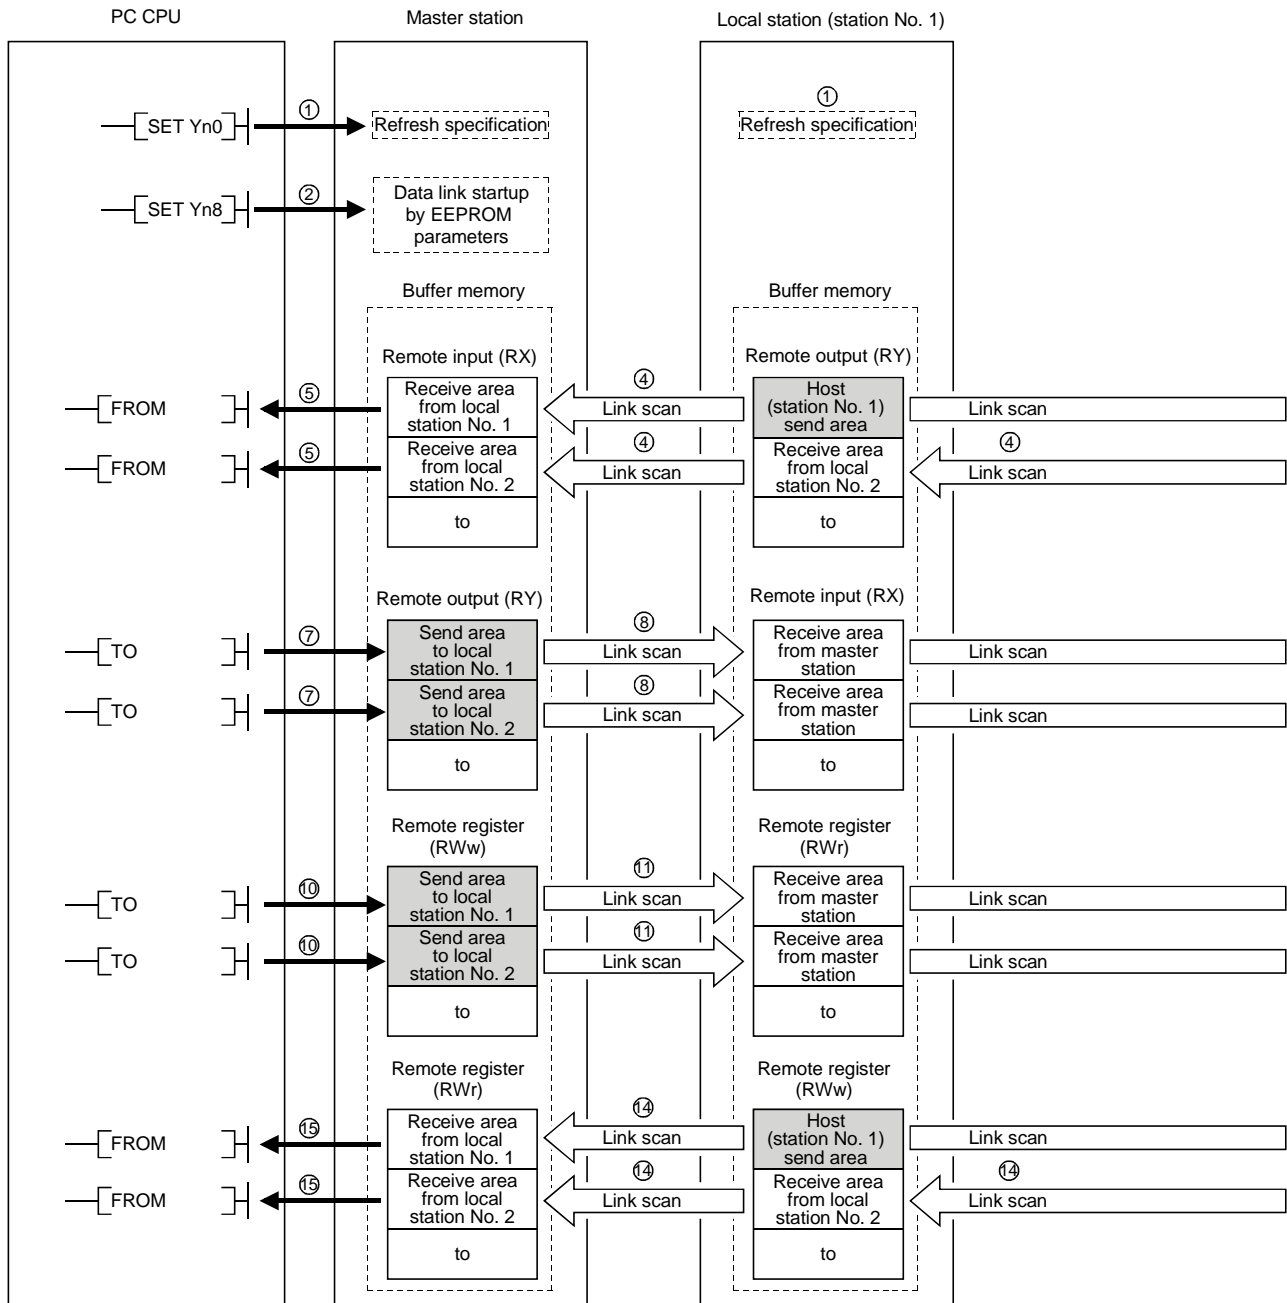 PC CPU
Master station
Local station (station No. 1)
SET Yn0
①
Refresh specification
①
Refresh specification
SET Yn8
②
Data link startup
by EEPROM
parameters
Buffer memory
Buffer memory
Remote input (RX)
Remote output (RY)
FROM
⑤
Receive area
from local
station No. 1
④
Link scan
Host
(station No. 1)
send area
Link scan
FROM
⑤
Receive area
from local
station No. 2
④
Link scan
Receive area
from local
station No. 2
④
Link scan
to
to
Remote output (RY)
Remote input (RX)
TO
⑦
Send area
to local
station No. 1
⑧
Link scan
Receive area
from master
station
Link scan
TO
⑦
Send area
to local
station No. 2
⑧
Link scan
Receive area
from master
station
Link scan
to
to
Remote register
(RWw)
Remote register
(RWr)
TO
⑩
Send area
to local
station No. 1
⑪
Link scan
Receive area
from master
station
Link scan
TO
⑩
Send area
to local
station No. 2
⑪
Link scan
Receive area
from master
station
Link scan
to
to
Remote register
(RWr)
Remote register
(RWw)
FROM
⑮
Receive area
from local
station No. 1
⑭
Link scan
Host
(station No. 1)
send area
Link scan
FROM
⑮
Receive area
from local
station No. 2
⑭
Link scan
Receive area
from local
station No. 2
⑭
Link scan
to
to